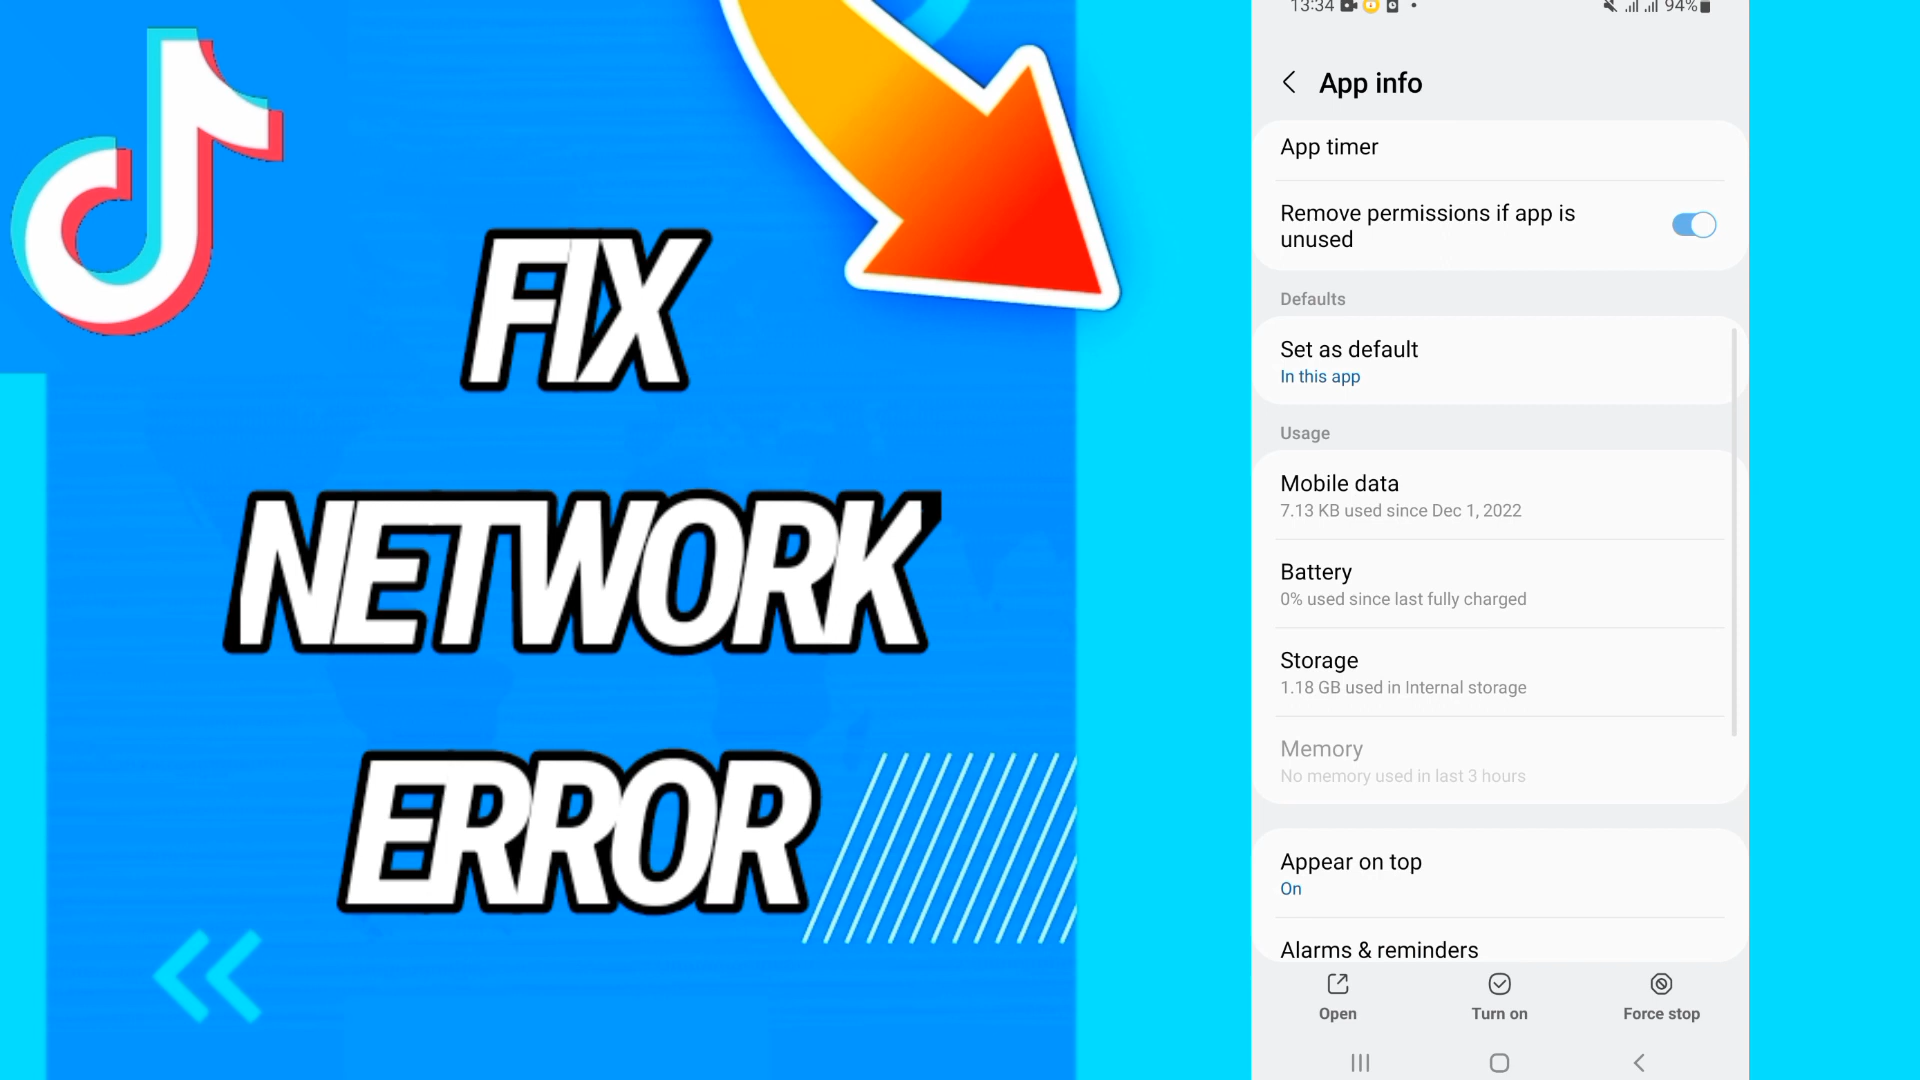 FIX
NETWORK
ERROR
13:34
94%
App info
App timer
Remove permissions if app is
unused
Defaults
Set as default
In this app
Usage
Mobile data
7.13 KB used since Dec 1, 2022
Battery
0% used since last fully charged
Storage
1.18 GB used in Internal storage
Memory
No memory used in last 3 hours
Appear on top
On
Alarms & reminders
Open
Turn on
Force stop